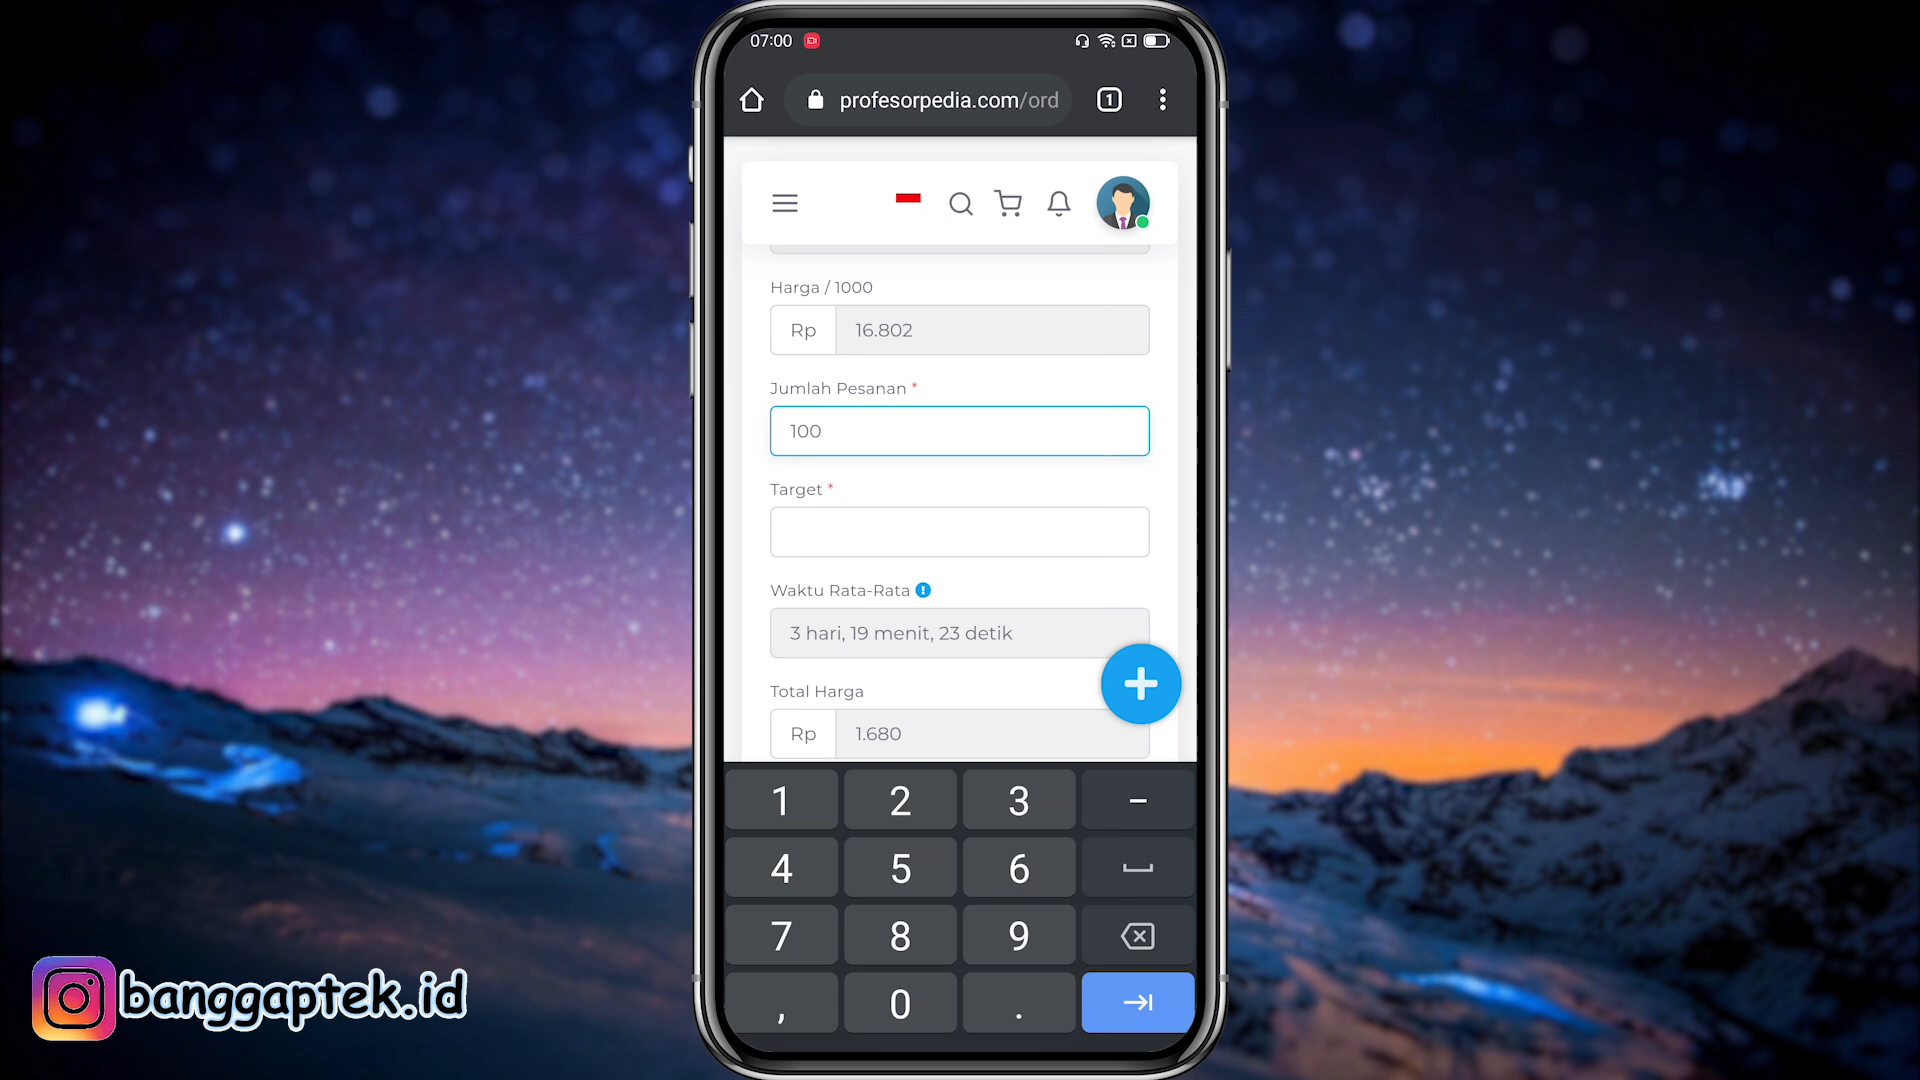 07:00
profesorpedia.com/ord
1
Harga / 1000
Rp 16.802
Jumlah Pesanan *
100
Target *
Waktu Rata-Rata
3 hari, 19 menit, 23 detik
Total Harga
Rp 1.680
1 2 3 -
4 5 6
7 8 9
, 0 .
banggaptek.id